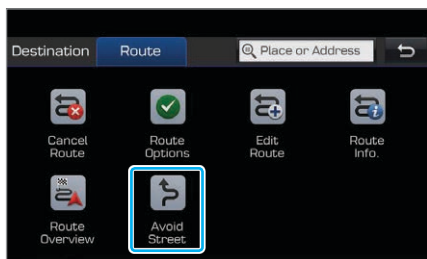 Destination
Route
Place or Address
Cancel
Route
Route
Options
Edit
Route
Route
Info.
Route
Overview
Avoid
Street